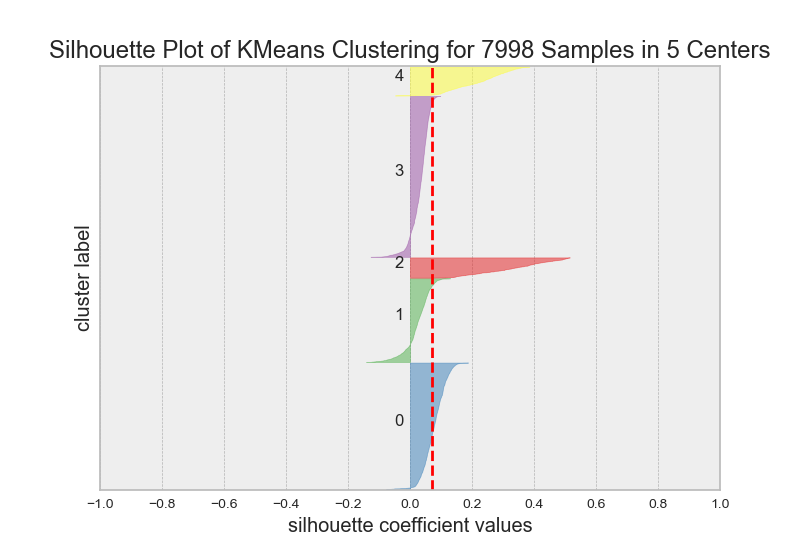 Silhouette Plot of KMeans Clustering for 7998 Samples in 5 Centers
4
3
2
1
0
cluster label
−1.0 −0.8 −0.6 −0.4 −0.2 0.0 0.2 0.4 0.6 0.8 1.0
silhouette coefficient values